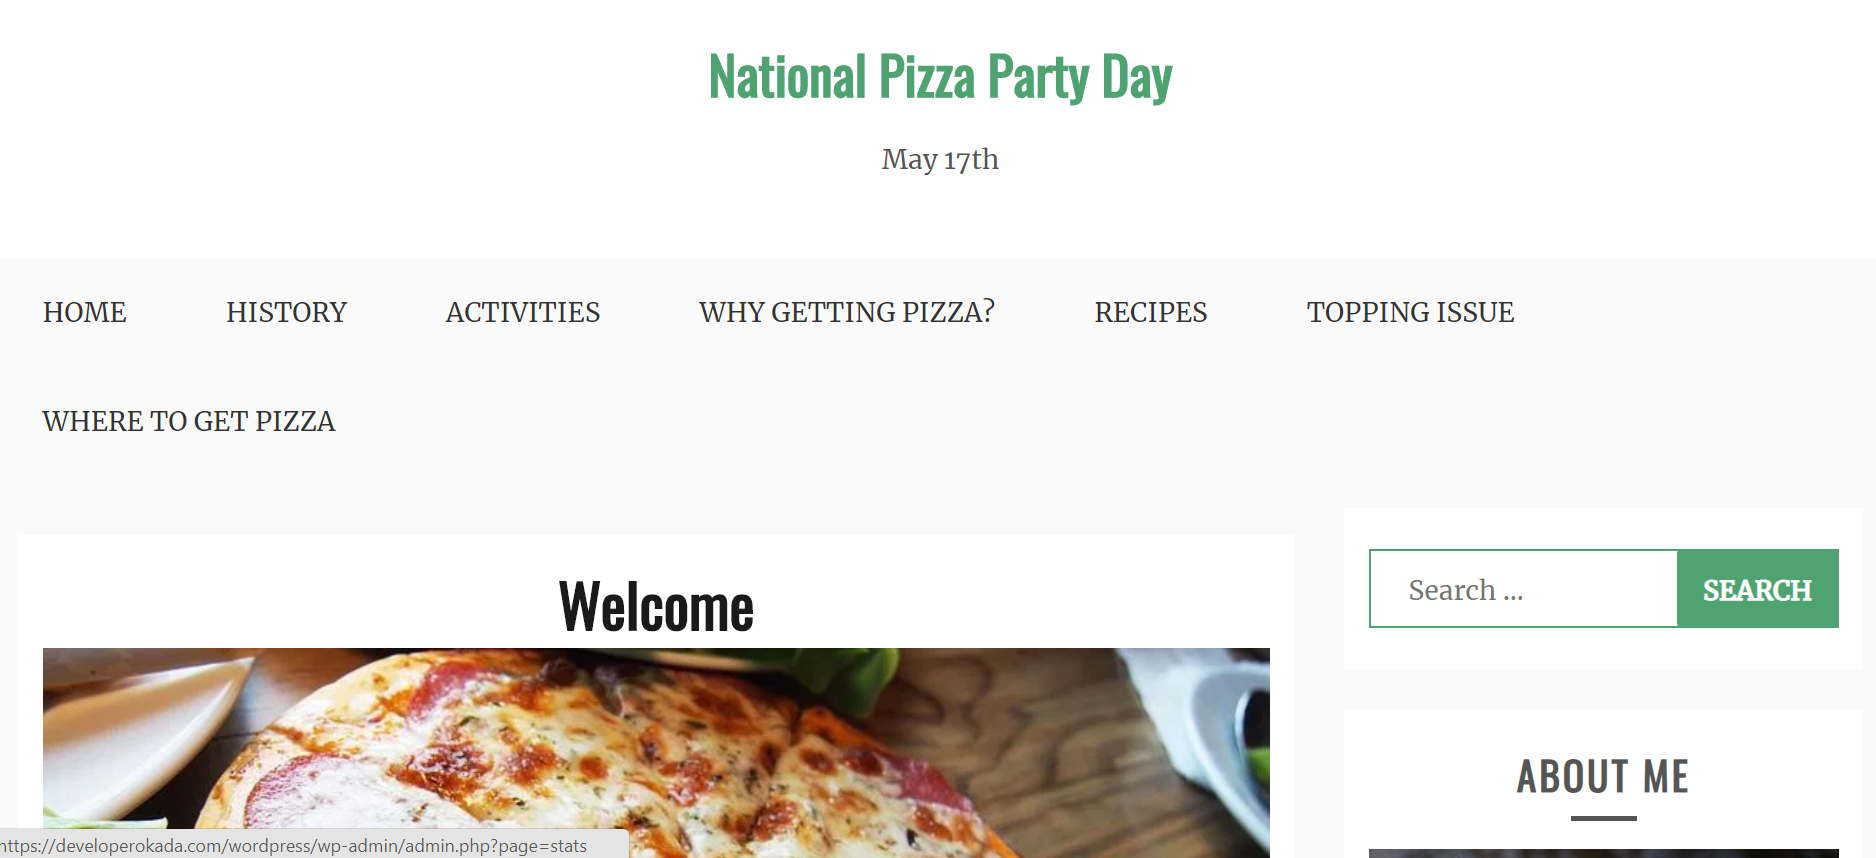 National Pizza Party Day
May 17th
HOME HISTORY ACTIVITIES WHY GETTING PIZZA? RECIPES TOPPING ISSUE
WHERE TO GET PIZZA
Welcome
Search ... SEARCH
ABOUT ME
https://developerokada.com/wordpress/wp-admin/admin.php?page=stats